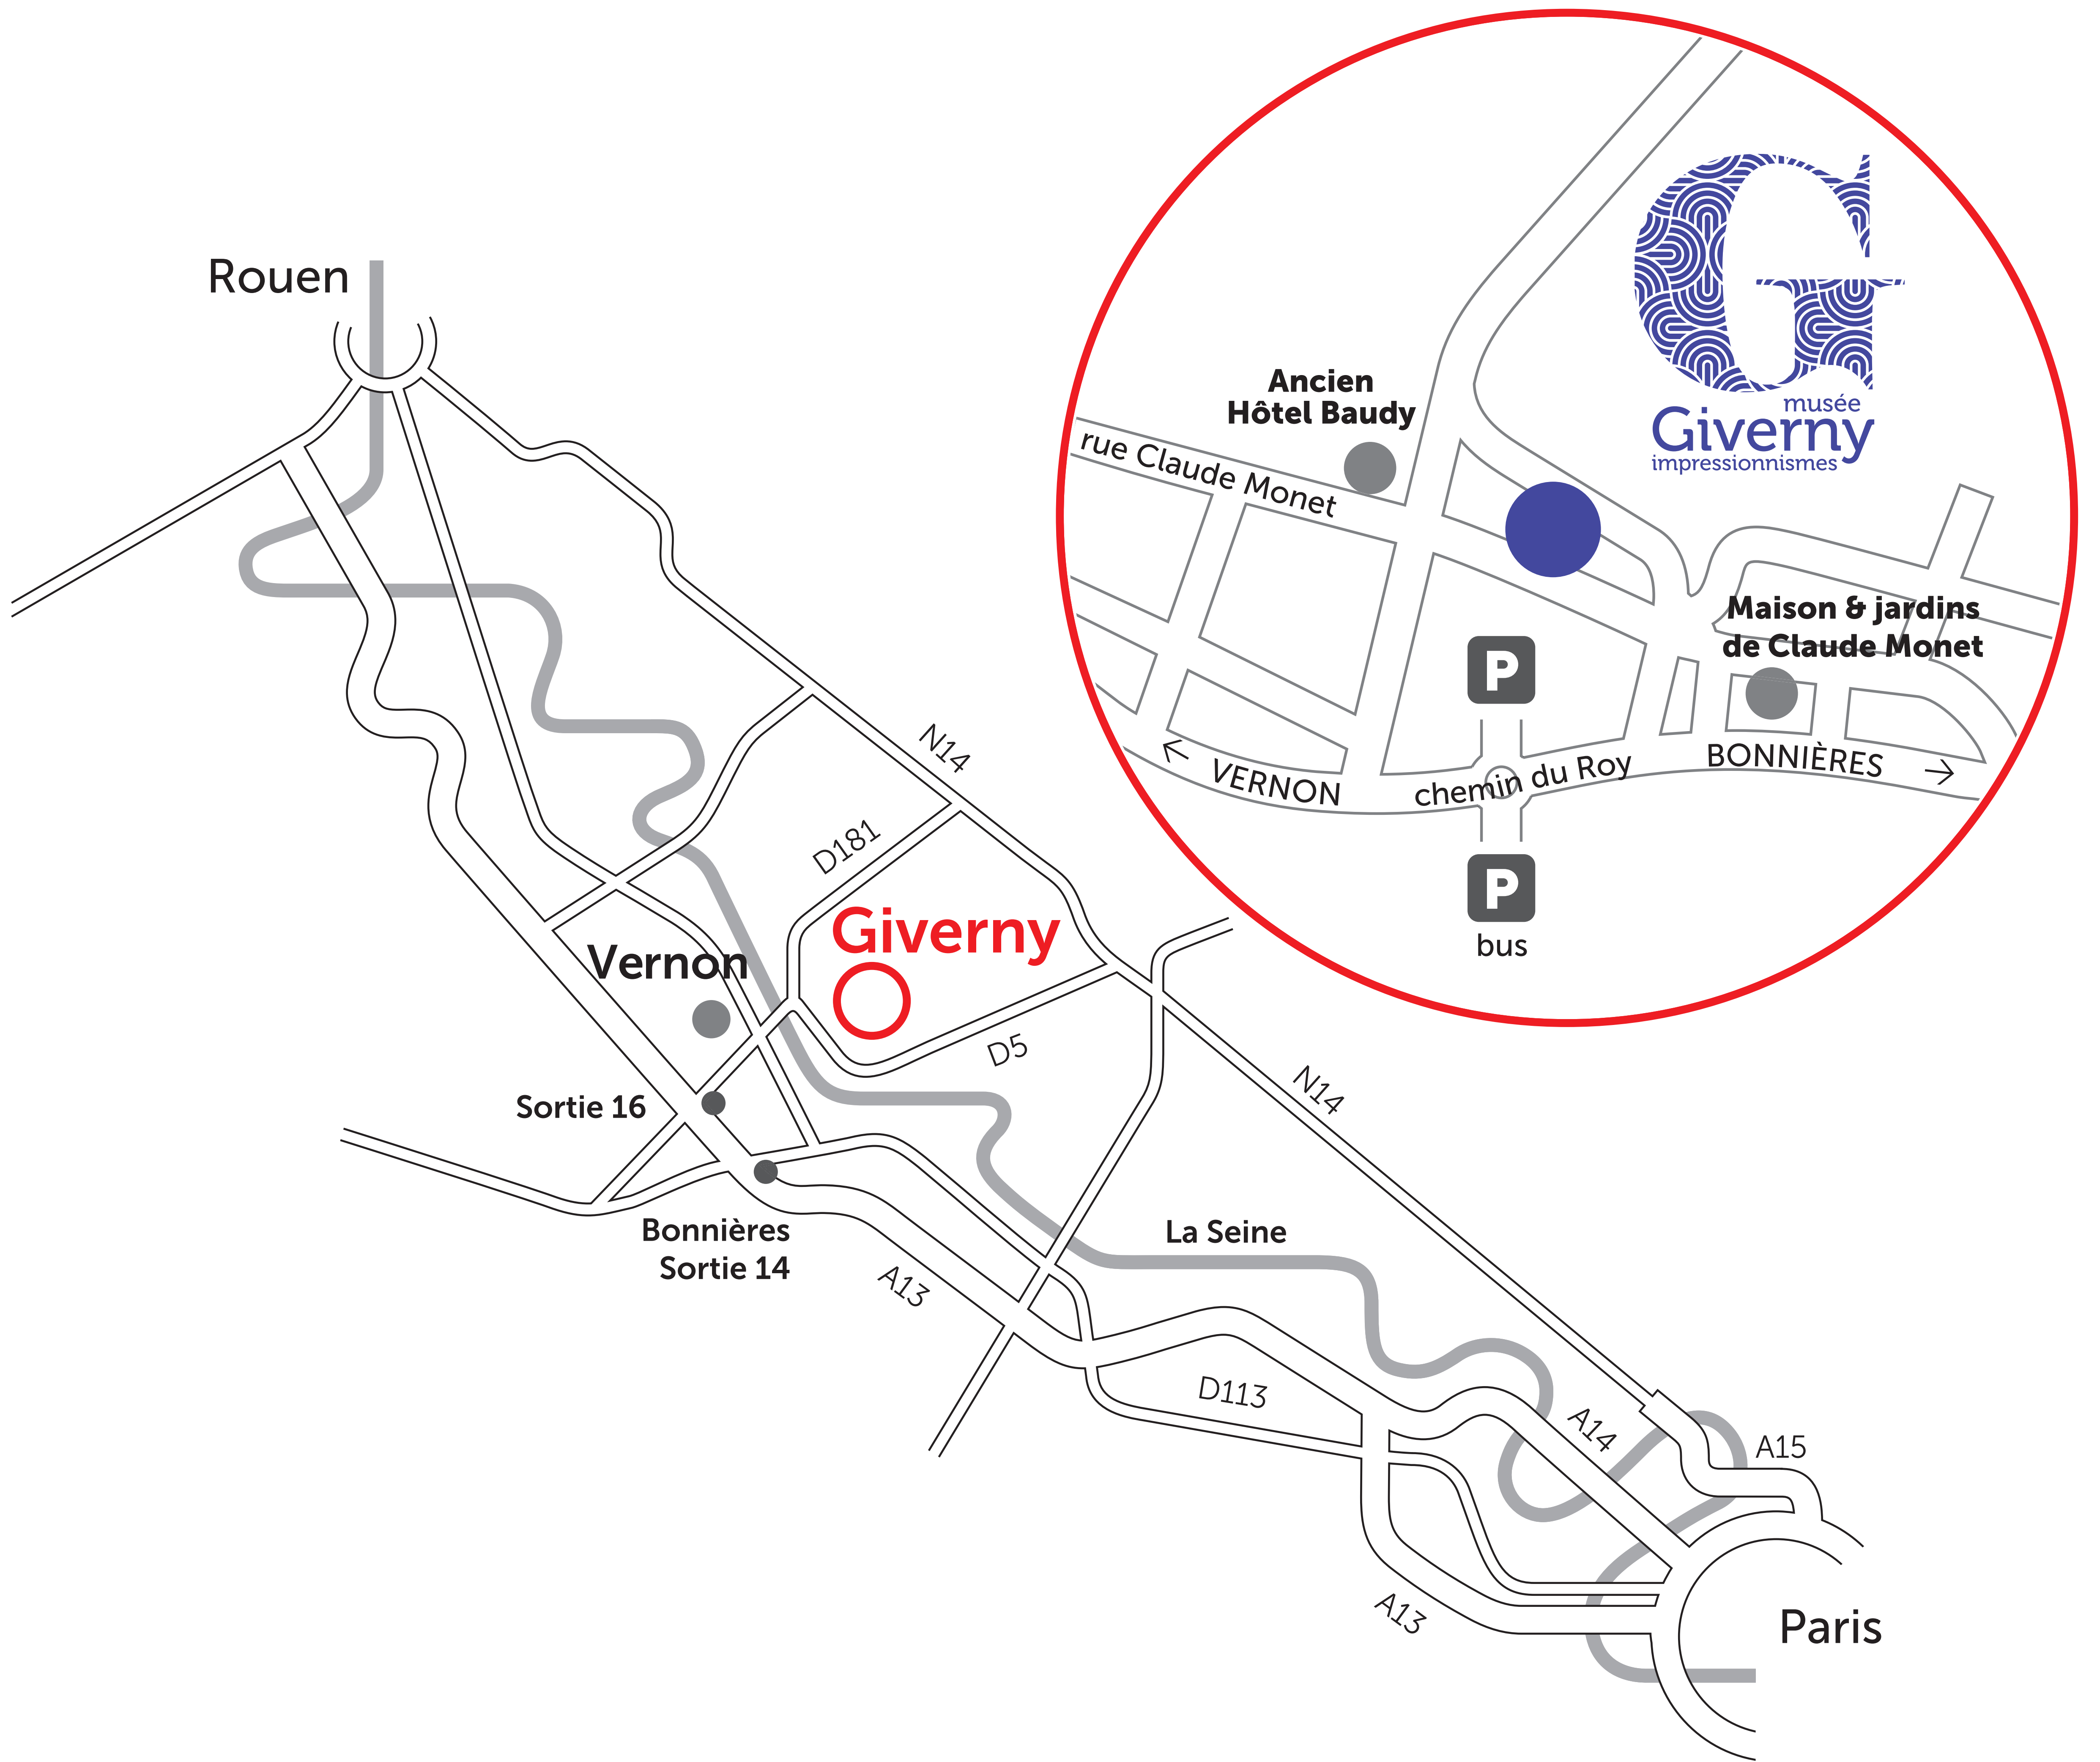 Rouen
Ancien
Hôtel Baudy
rue Claude Monet
G
musée
Giverny
impressionnismes
Maison & jardins
de Claude Monet
P
← VERNON
chemin du Roy
BONNIÈRES →
P
bus
N14
D181
Giverny
Vernon
D5
N14
Sortie 16
Bonnières
Sortie 14
La Seine
A13
D113
A14
A15
A13
Paris